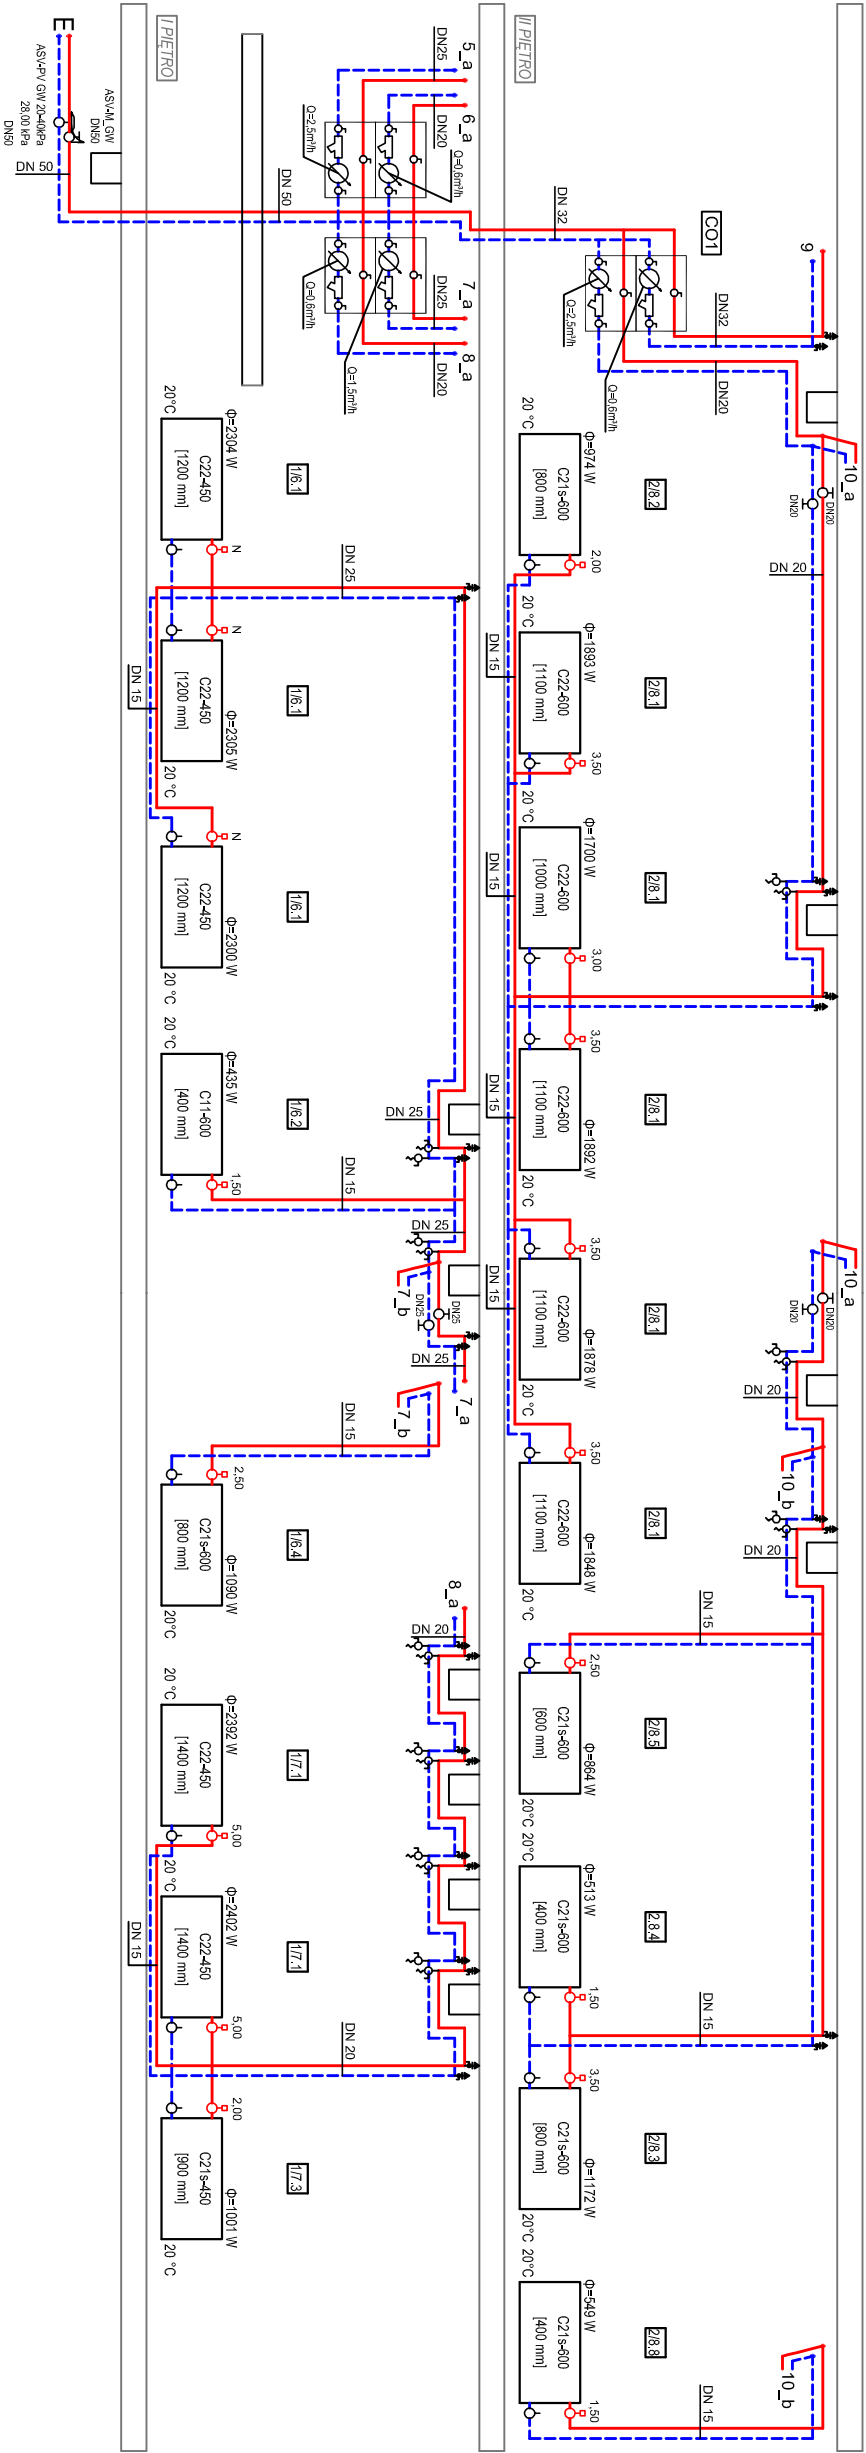 II PIĘTRO
CO1
9
10_a
DN20
DN20
DN 20
DN 32
DN32
DN20
Q=2,5m³/h
Q=0,6m³/h
10_a
DN20
DN20
DN 20
10_b
DN 20
10_b
2/8.2
Φ=974 W
C21s-600
[800 mm]
20 °C
2,00
2/8.1
Φ=1893 W
C22-600
[1100 mm]
20 °C
3,50
DN 15
2/8.1
Φ=1700 W
C22-600
[1000 mm]
20 °C
3,00
DN 15
2/8.1
3,50
Φ=1892 W
C22-600
[1100 mm]
20 °C
DN 15
2/8.1
3,50
Φ=1878 W
C22-600
[1100 mm]
20 °C
DN 15
2/8.1
3,50
Φ=1848 W
C22-600
[1100 mm]
20 °C
DN 15
2/8.5
2,50
Φ=864 W
C21s-600
[600 mm]
20°C
2.8.4
Φ=513 W
C21s-600
[400 mm]
20°C
1,50
DN 15
2/8.3
3,50
Φ=1172 W
C21s-600
[800 mm]
20°C
2/8.8
Φ=549 W
C21s-600
[400 mm]
20°C
1,50
DN 15
I PIĘTRO
5_a
DN25
6_a
DN20
Q=2,5m³/h
Q=0,6m³/h
7_a
DN25
8_a
DN20
Q=0,6m³/h
Q=1,5m³/h
DN 50
E
ASV-M_GW
DN50
ASV-PV GW 20-40kPa
28,00 kPa
DN50
DN 50
1/6.1
Φ=2304 W
C22-450
[1200 mm]
20°C
N
DN 25
1/6.1
N
Φ=2305 W
C22-450
[1200 mm]
20 °C
DN 15
1/6.1
N
Φ=2300 W
C22-450
[1200 mm]
20 °C
1/6.2
Φ=435 W
C11-600
[400 mm]
20 °C
1,50
DN 15
DN 25
DN 25
7_b
DN25
DN25
DN 25
7_a
7_b
DN 15
1/6.4
2,50
Φ=1090 W
C21s-600
[800 mm]
20°C
8_a
DN 20
1/7.1
Φ=2392 W
C22-450
[1400 mm]
20 °C
5,00
1/7.1
Φ=2402 W
C22-450
[1400 mm]
20 °C
5,00
DN 15
DN 20
1/7.3
2,00
Φ=1001 W
C21s-450
[900 mm]
20 °C